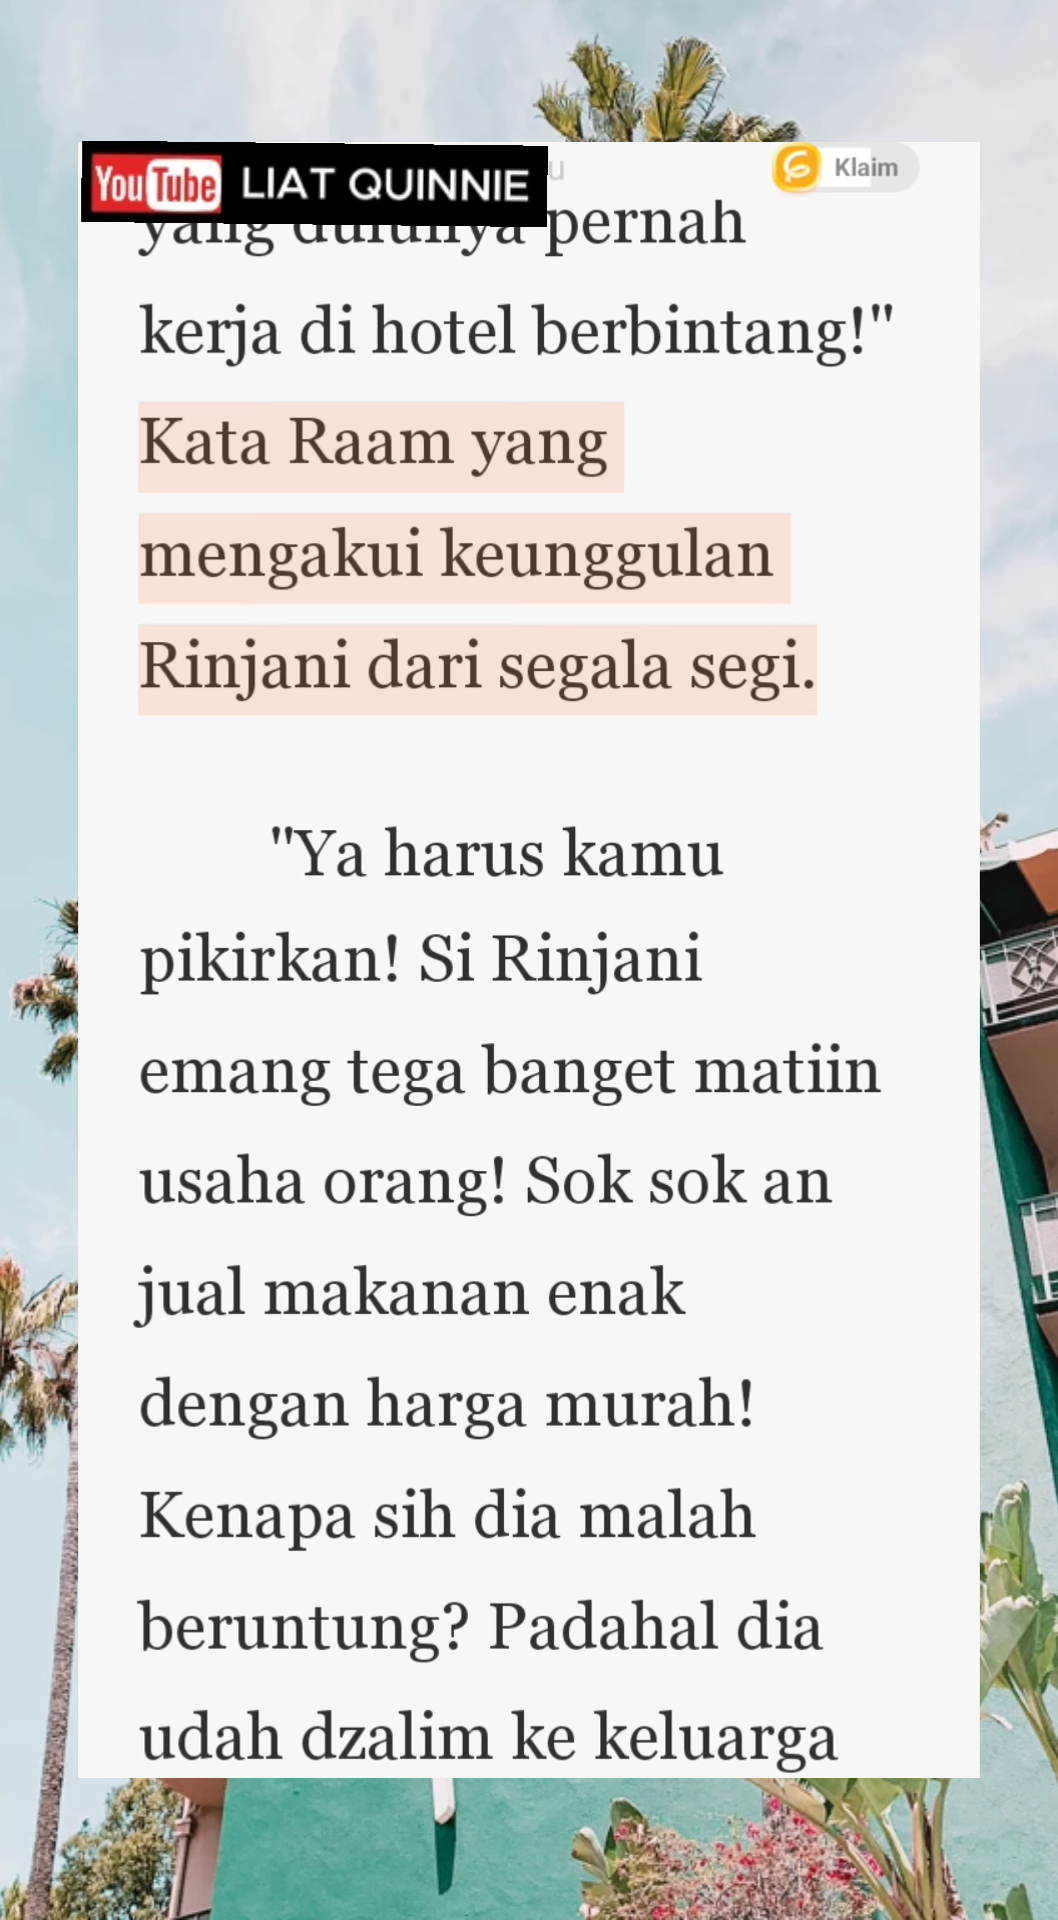 YouTube LIAT QUINNIE
u
Klaim
yang dulunya pernah
kerja di hotel berbintang!"
Kata Raam yang
mengakui keunggulan
Rinjani dari segala segi.
"Ya harus kamu
pikirkan! Si Rinjani
emang tega banget matiin
usaha orang! Sok sok an
jual makanan enak
dengan harga murah!
Kenapa sih dia malah
beruntung? Padahal dia
udah dzalim ke keluarga